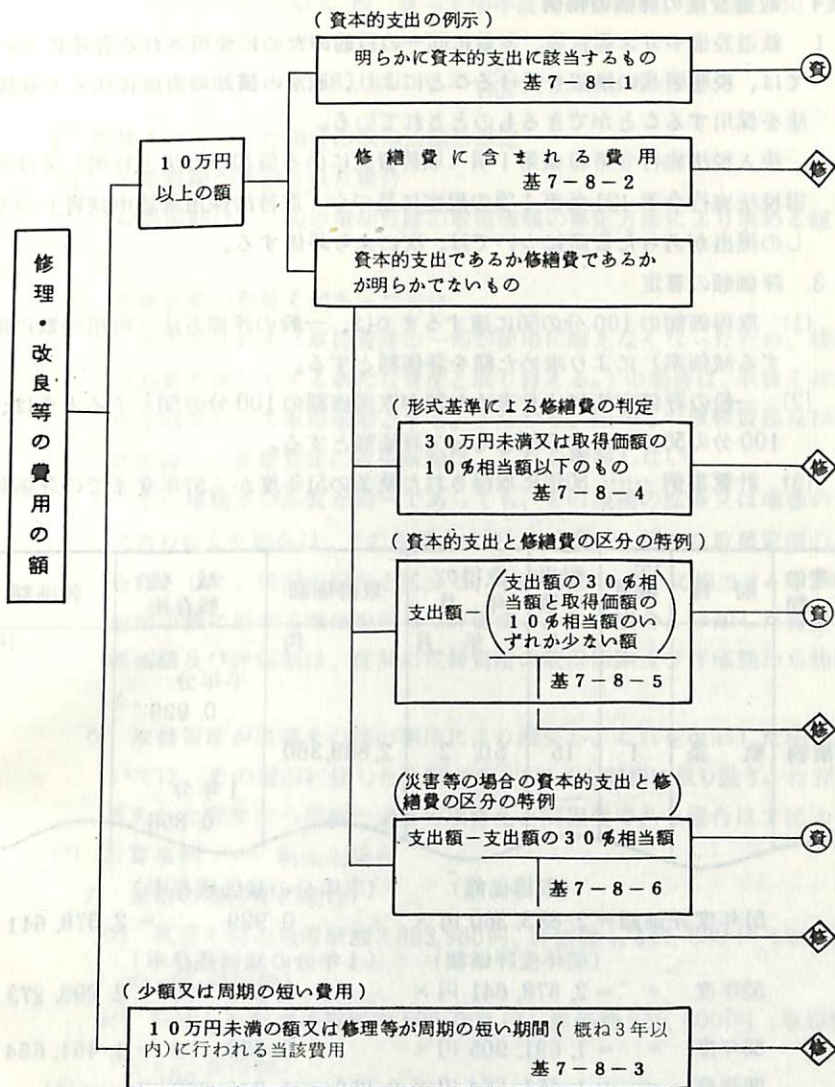 (資本的支出の例示)
明らかに資本的支出に該当するもの
基7-8-1
資
10万円
以上の額
修繕費に含まれる費用
基7-8-2
修
資本的支出であるか修繕費であるか
が明らかでないもの
修理・改良等の費用の額
(形式基準による修繕費の判定
30万円未満又は取得価額の
10%相当額以下のもの
基7-8-4
修
(資本的支出と修繕費の区分の特例)
支出額-(支出額の30%相
当額と取得価額の
10%相当額のい
ずれか少ない額)
基7-8-5
資
修
(災害等の場合の資本的支出と修
繕費の区分の特例)
支出額-支出額の30%相当額
基7-8-6
資
修
(少額又は周期の短い費用)
10万円未満の額又は修理等が周期の短い期間(概ね3年以
内)に行われる当該費用
基7-8-3
修